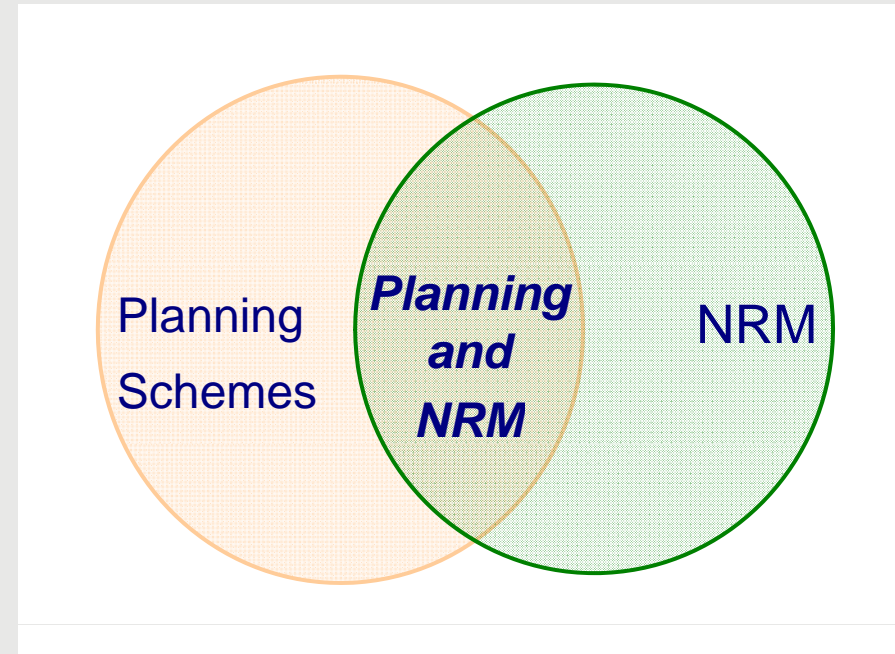 Planning
Schemes
Planning
and
NRM
NRM